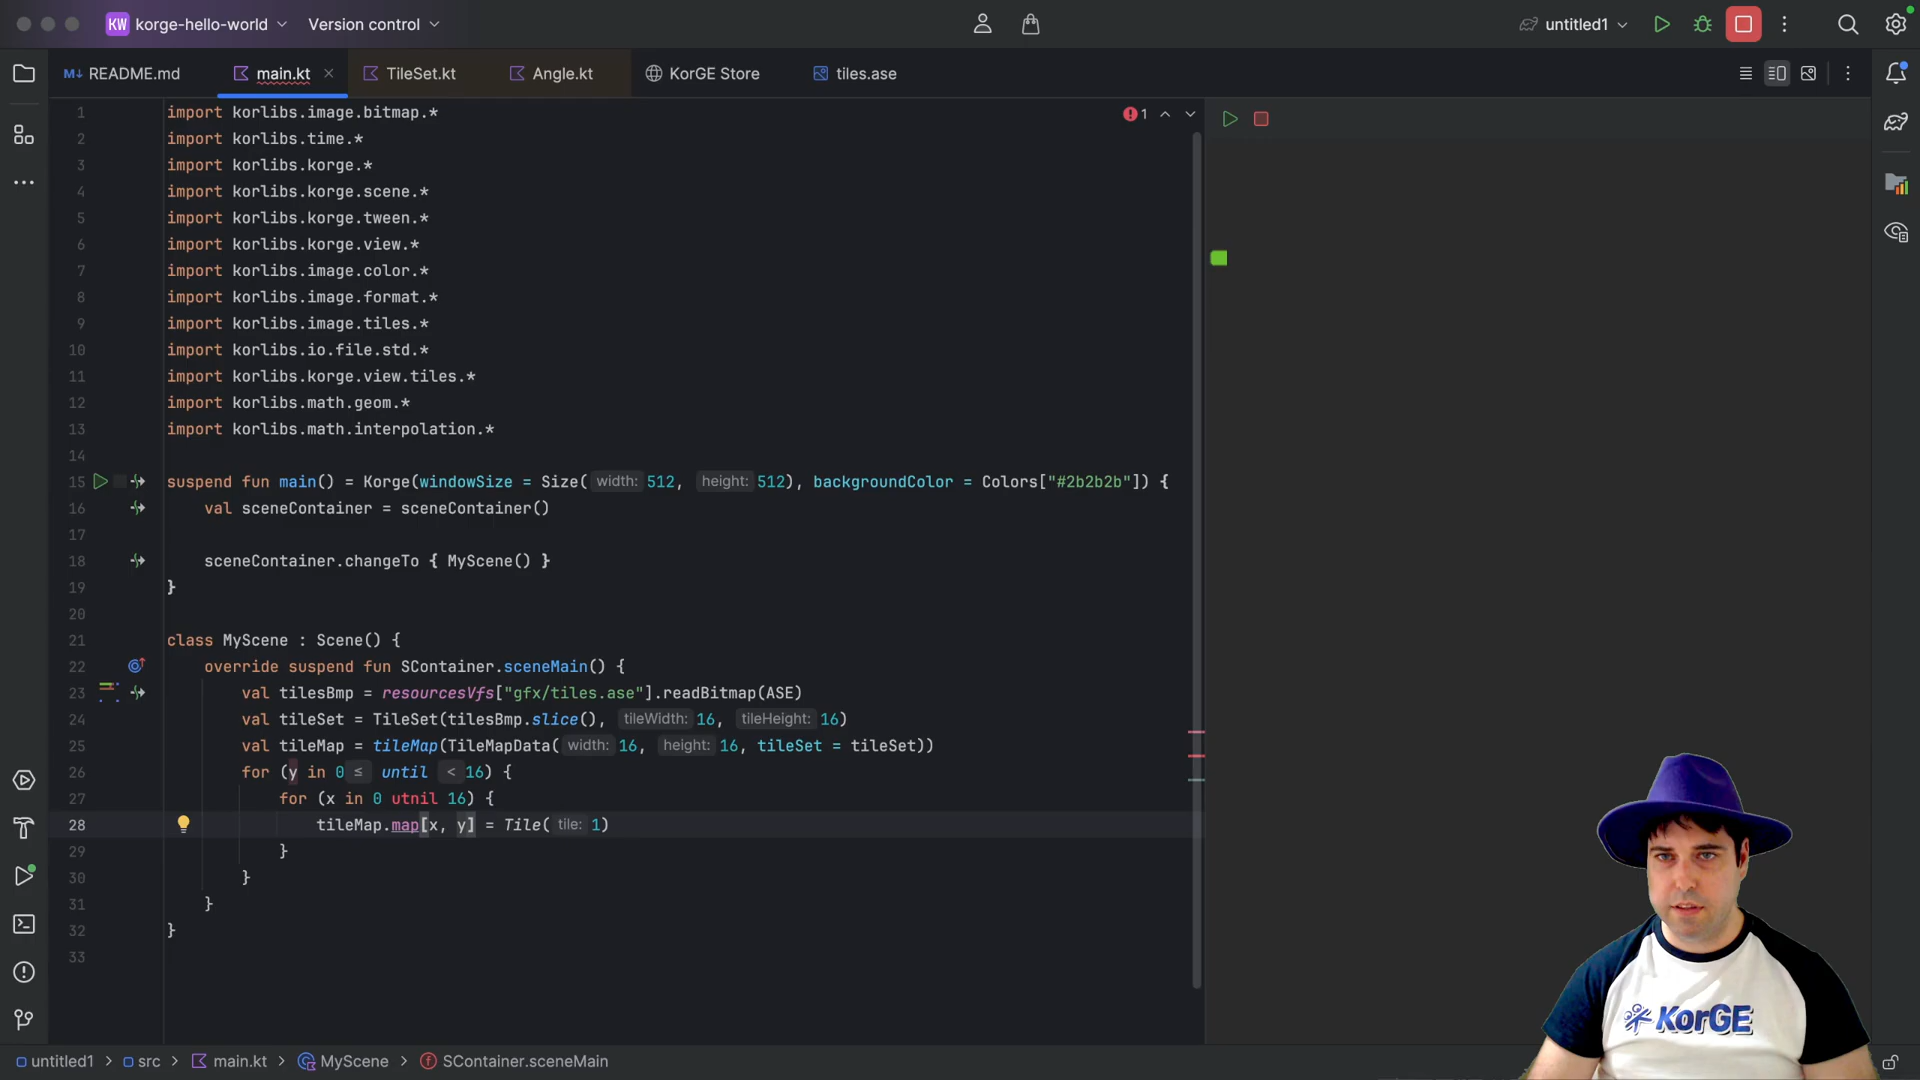 KW korge-hello-world Version control untitled1
M↓ README.md main.kt TileSet.kt Angle.kt KorGE Store tiles.ase
1 import korlibs.image.bitmap.* 1
2 import korlibs.time.*
3 import korlibs.korge.*
4 import korlibs.korge.scene.*
5 import korlibs.korge.tween.*
6 import korlibs.korge.view.*
7 import korlibs.image.color.*
8 import korlibs.image.format.*
9 import korlibs.image.tiles.*
10 import korlibs.io.file.std.*
11 import korlibs.korge.view.tiles.*
12 import korlibs.math.geom.*
13 import korlibs.math.interpolation.*
14
15 suspend fun main() = Korge(windowSize = Size( width: 512, height: 512), backgroundColor = Colors["#2b2b2b"]) {
16 val sceneContainer = sceneContainer()
17
18 sceneContainer.changeTo { MyScene() }
19 }
20
21 class MyScene : Scene() {
22 override suspend fun SContainer.sceneMain() {
23 val tilesBmp = resourcesVfs["gfx/tiles.ase"].readBitmap(ASE)
24 val tileSet = TileSet(tilesBmp.slice(), tileWidth: 16, tileHeight: 16)
25 val tileMap = tileMap(TileMapData( width: 16, height: 16, tileSet = tileSet))
26 for (y in 0 ≤ until < 16) {
27 for (x in 0 utnil 16) {
28 tileMap.map[x, y] = Tile( tile: 1)
29 }
30 }
31 }
32 }
33
KorGE
untitled1 > src > main.kt > MyScene > SContainer.sceneMain